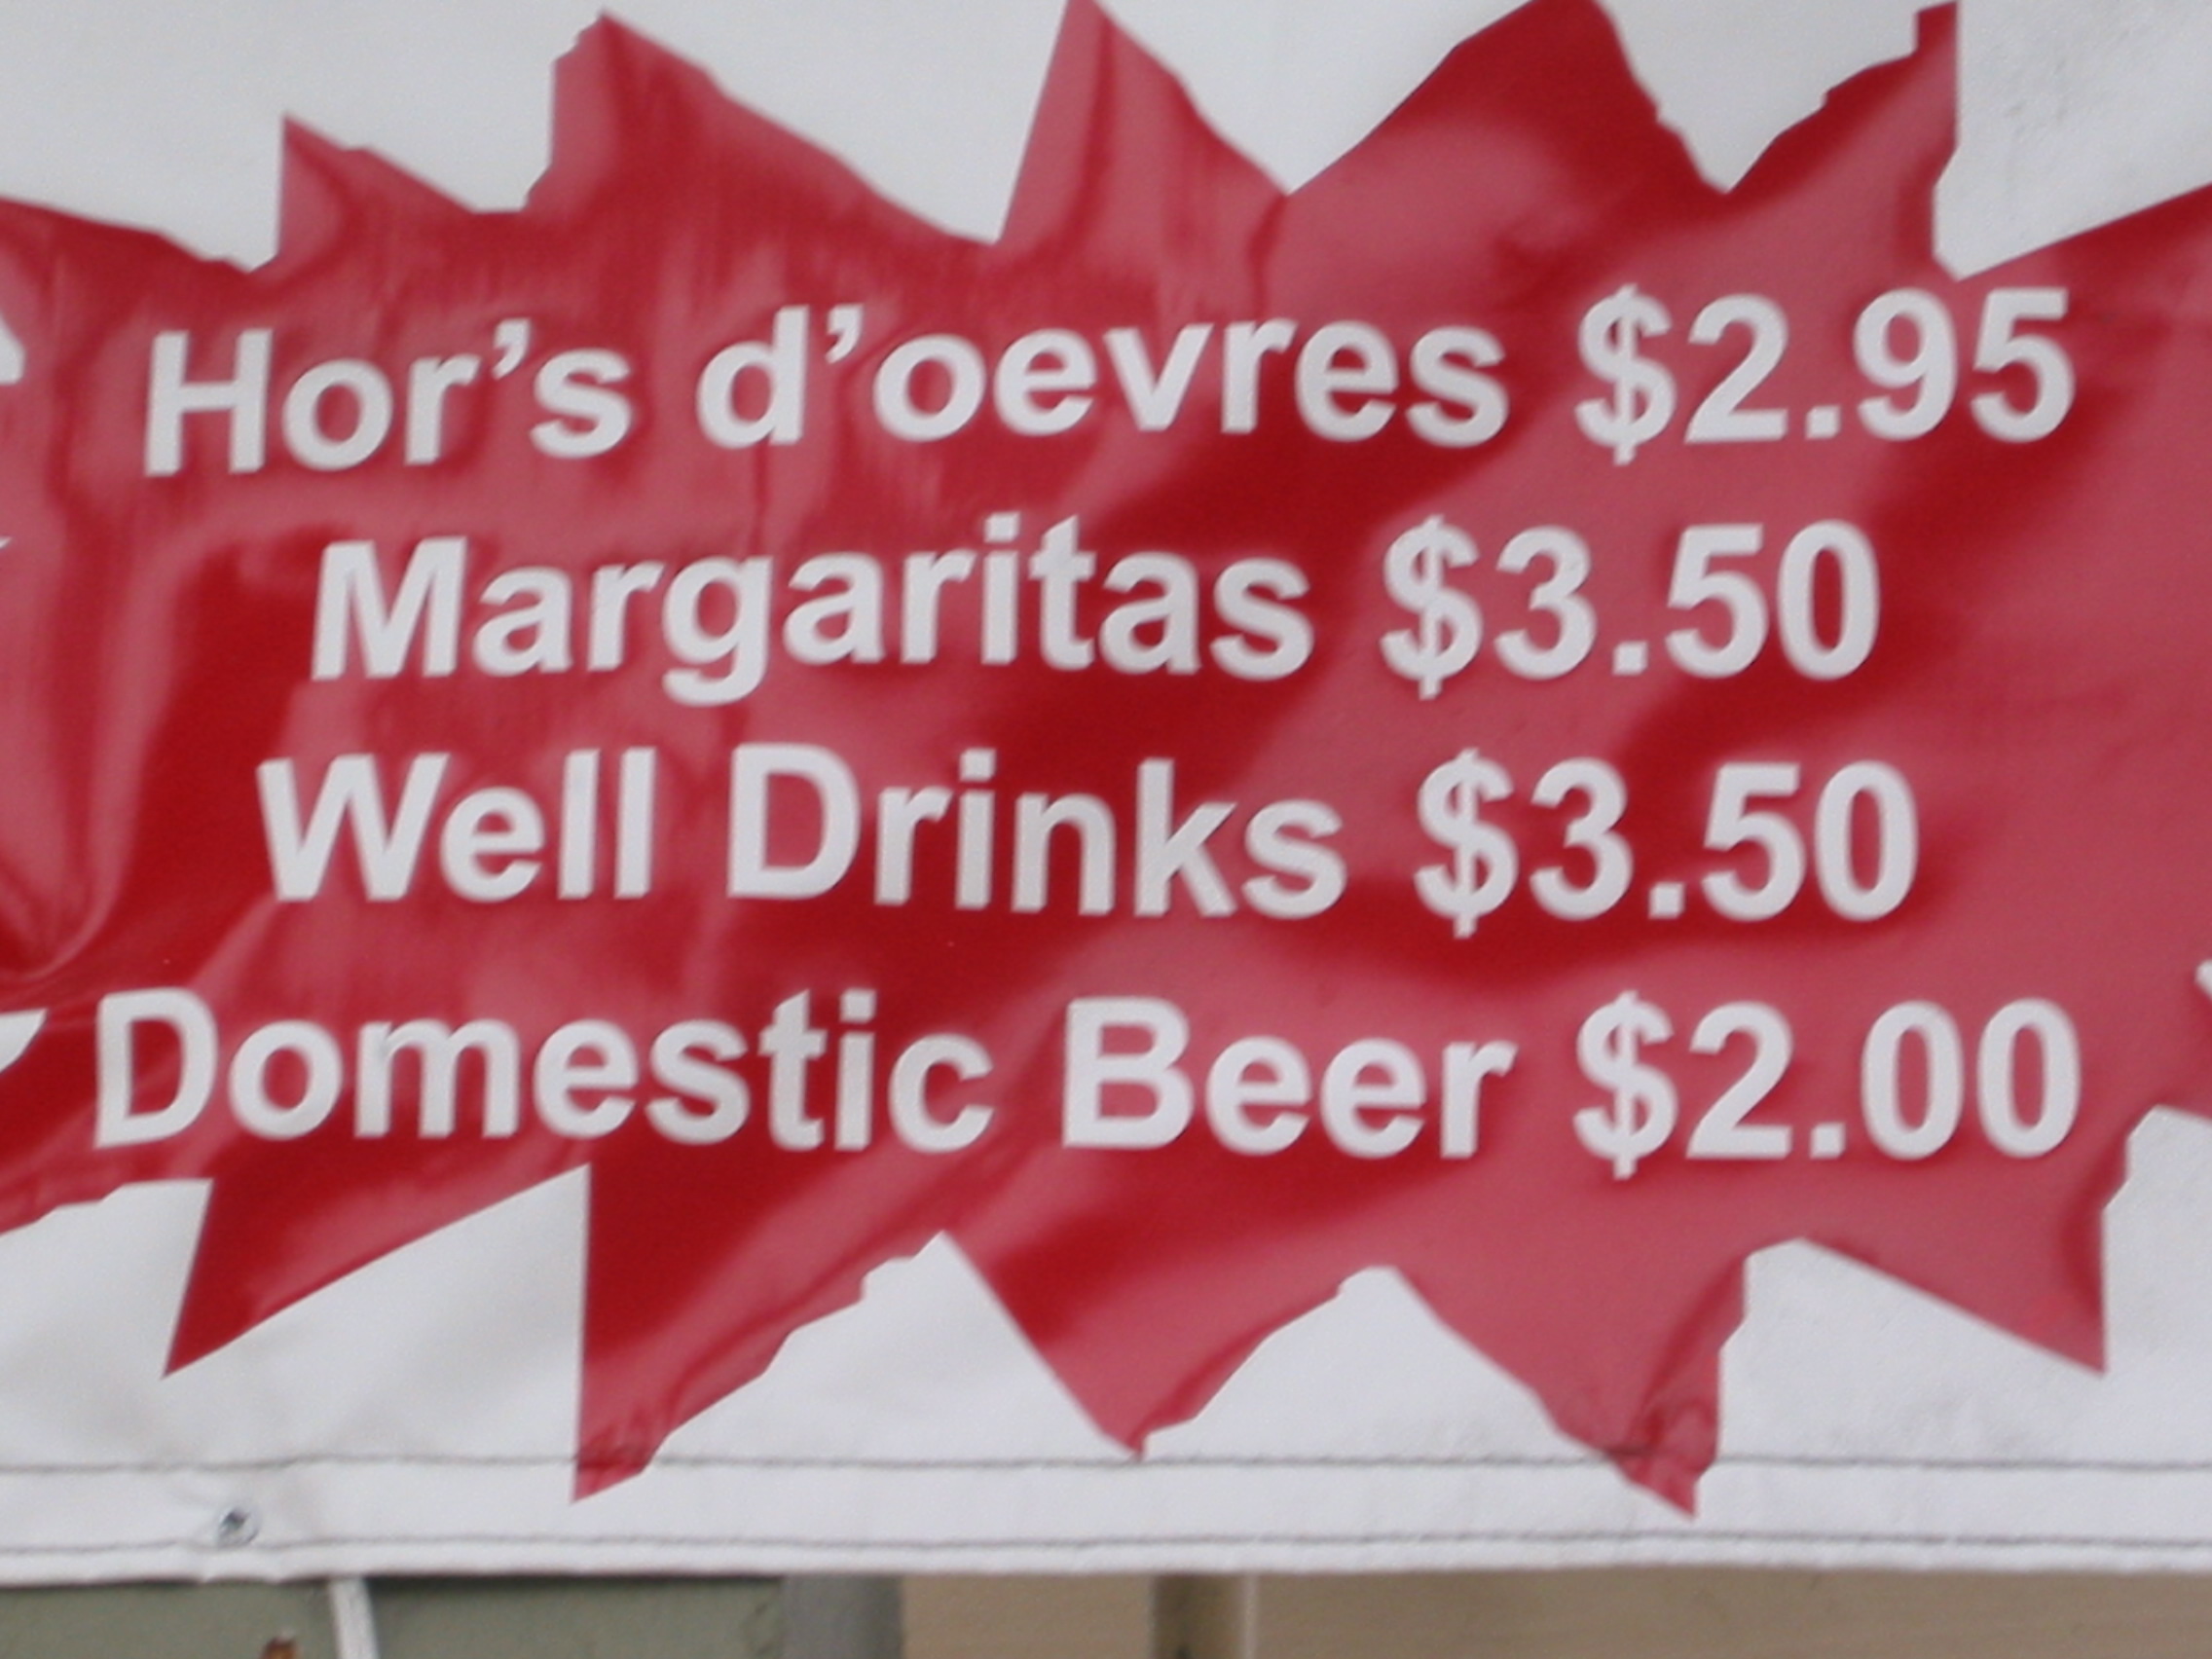 Hor’s d’oevres $2.95
Margaritas $3.50
Well Drinks $3.50
Domestic Beer $2.00